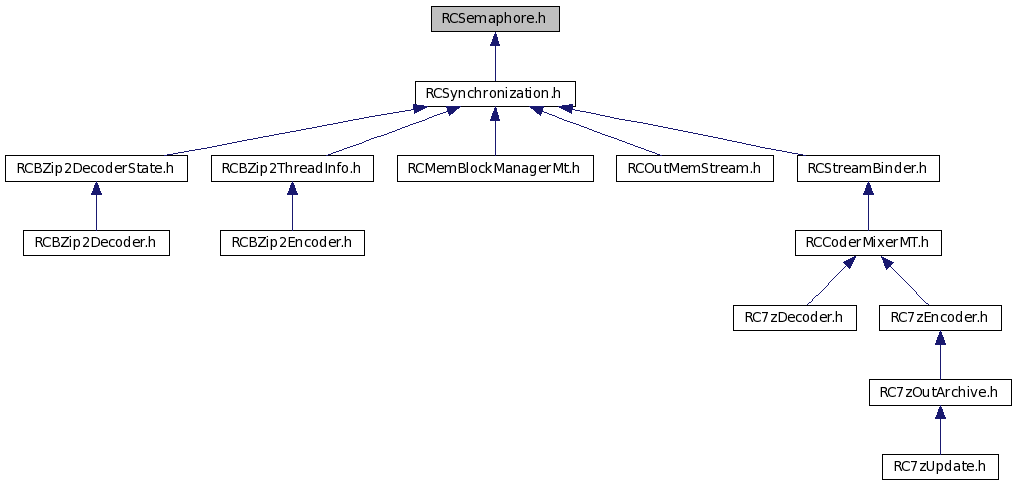 RCSemaphore.h
RCSynchronization.h
RCBZip2DecoderState.h
RCBZip2ThreadInfo.h
RCMemBlockManagerMt.h
RCOutMemStream.h
RCStreamBinder.h
RCBZip2Decoder.h
RCBZip2Encoder.h
RCCoderMixerMT.h
RC7zDecoder.h
RC7zEncoder.h
RC7zOutArchive.h
RC7zUpdate.h